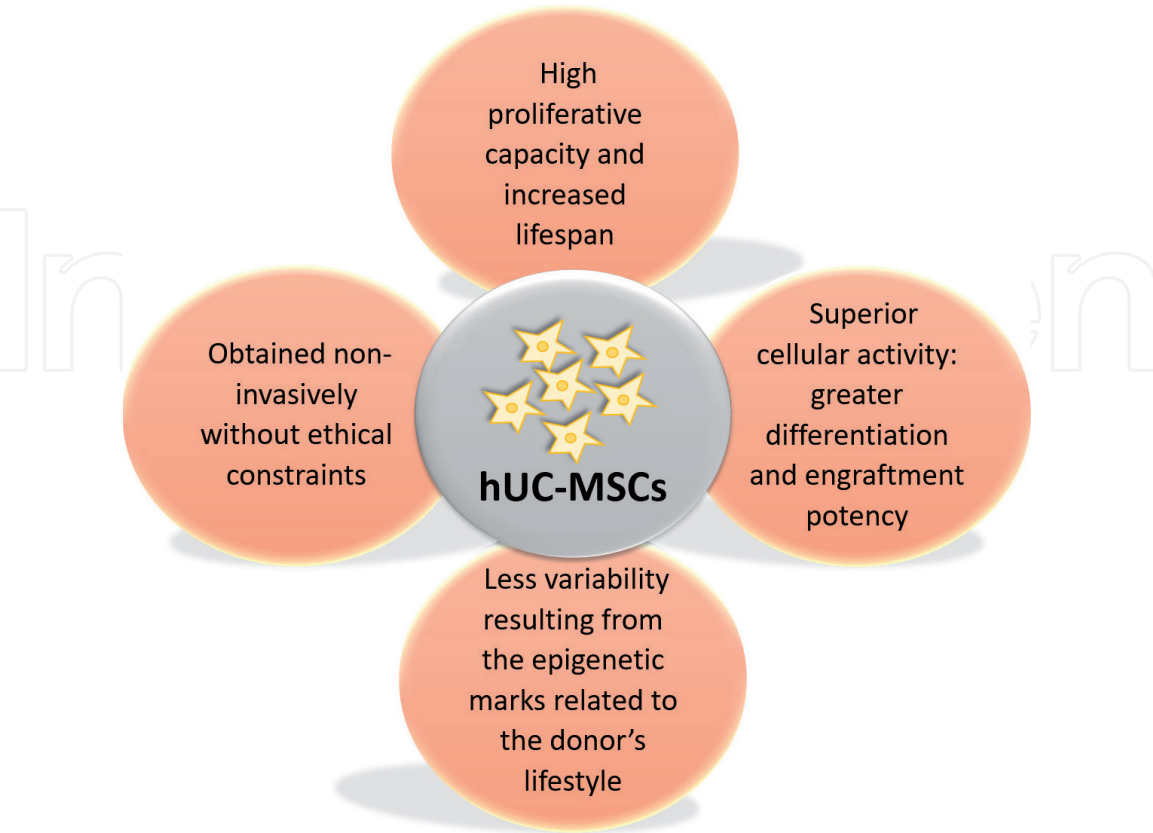 High
proliferative
capacity and
increased
lifespan
Obtained non-
invasively
without ethical
constraints
hUC-MSCs
Superior
cellular activity:
greater
differentiation
and engraftment
potency
Less variability
resulting from
the epigenetic
marks related to
the donor’s
lifestyle